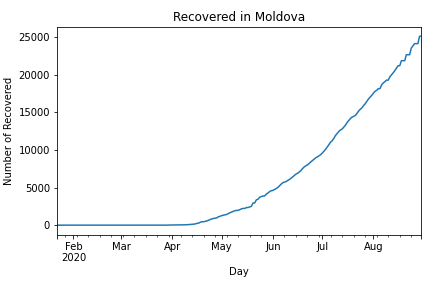 Recovered in Moldova
Number of Recovered
25000
20000
15000
10000
5000
0
Feb Mar Apr May Jun Jul Aug
2020
Day